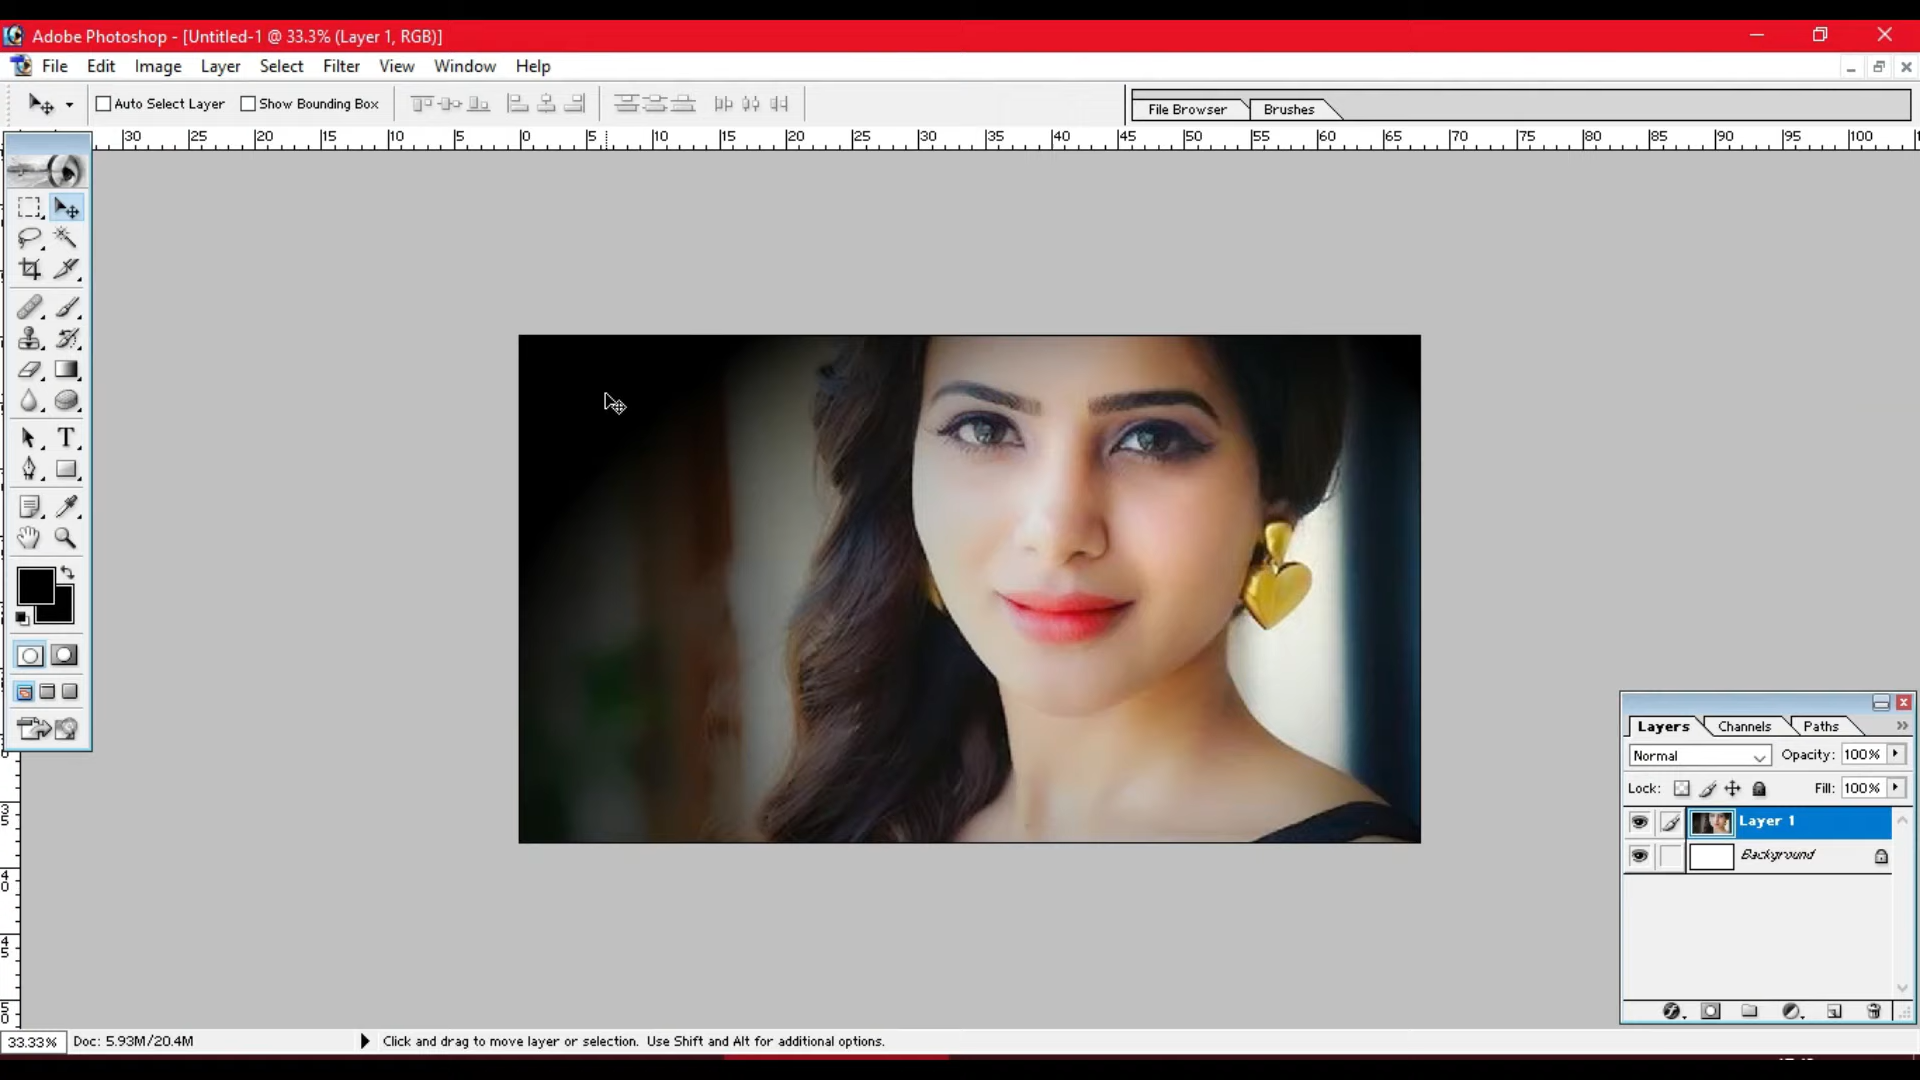 Adobe Photoshop - [Untitled-1 @ 33.3% (Layer 1, RGB)]
File Edit Image Layer Select Filter View Window Help
Auto Select Layer Show Bounding Box
File Browser Brushes
30 25 20 15 10 5 0 5 10 15 20 25 30 35 40 45 50 55 60 65 70 75 80 85 90 95 100
T
Layers Channels Paths
Normal Opacity: 100%
Lock: Fill: 100%
Layer 1
Background
35
40
45
50
33.33% Doc: 5.93M/20.4M Click and drag to move layer or selection. Use Shift and Alt for additional options.